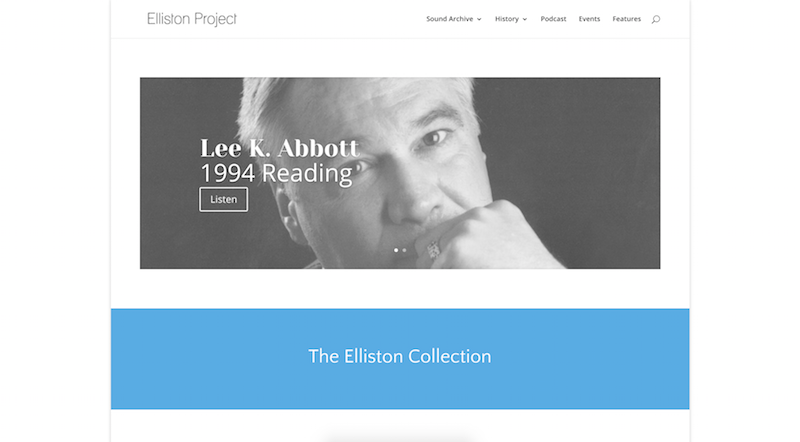 Elliston Project
Sound Archive History Podcast Events Features
Lee K. Abbott
1994 Reading
Listen
The Elliston Collection